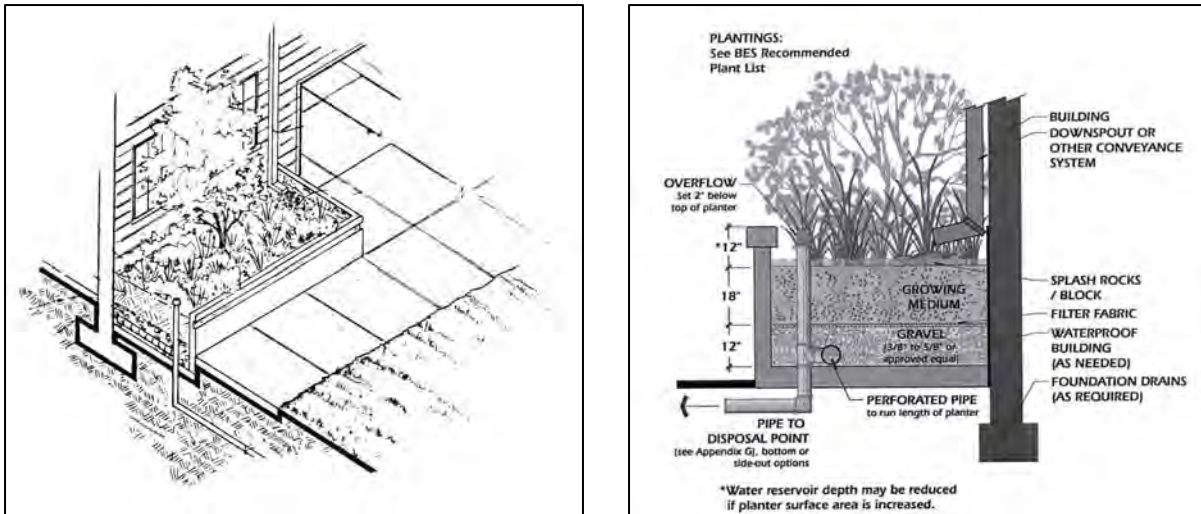 PLANTINGS:
See BES Recommended
Plant List
BUILDING
DOWNSPOUT OR
OTHER CONVEYANCE
SYSTEM
OVERFLOW
Set 2" below
top of planter
*12"
18"
12"
GROWING
MEDIUM
SPLASH ROCKS
/ BLOCK
FILTER FABRIC
GRAVEL
(3/8" to 5/8" or
approved equal)
WATERPROOF
BUILDING
(AS NEEDED)
FOUNDATION DRAINS
(AS REQUIRED)
PERFORATED PIPE
to run length of planter
PIPE TO
DISPOSAL POINT
(see Appendix G), bottom or
side-out options
*Water reservoir depth may be reduced
if planter surface area is increased.